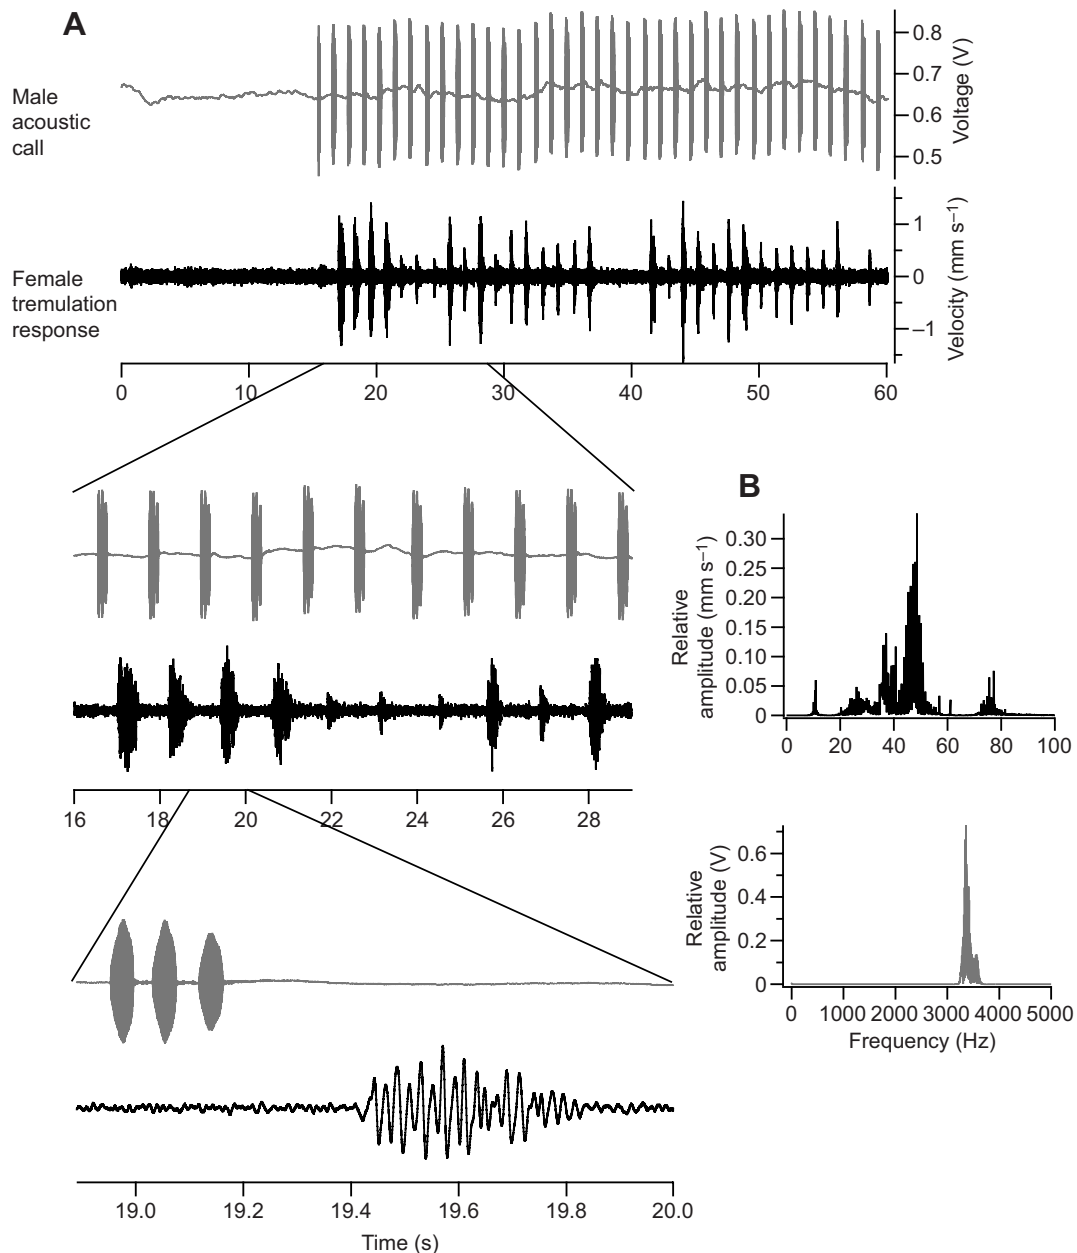 A
Male
acoustic
call
0.8
0.7
0.6
0.5
Voltage (V)
Female
tremulation
response
1
0
–1
Velocity (mm s–1)
0 10 20 30 40 50 60
16 18 20 22 24 26 28
19.0 19.2 19.4 19.6 19.8 20.0
Time (s)
B
Relative
amplitude (mm s–1)
0.30
0.25
0.20
0.15
0.10
0.05
0
0 20 40 60 80 100
Relative
amplitude (V)
0.6
0.4
0.2
0
0 1000 2000 3000 4000 5000
Frequency (Hz)